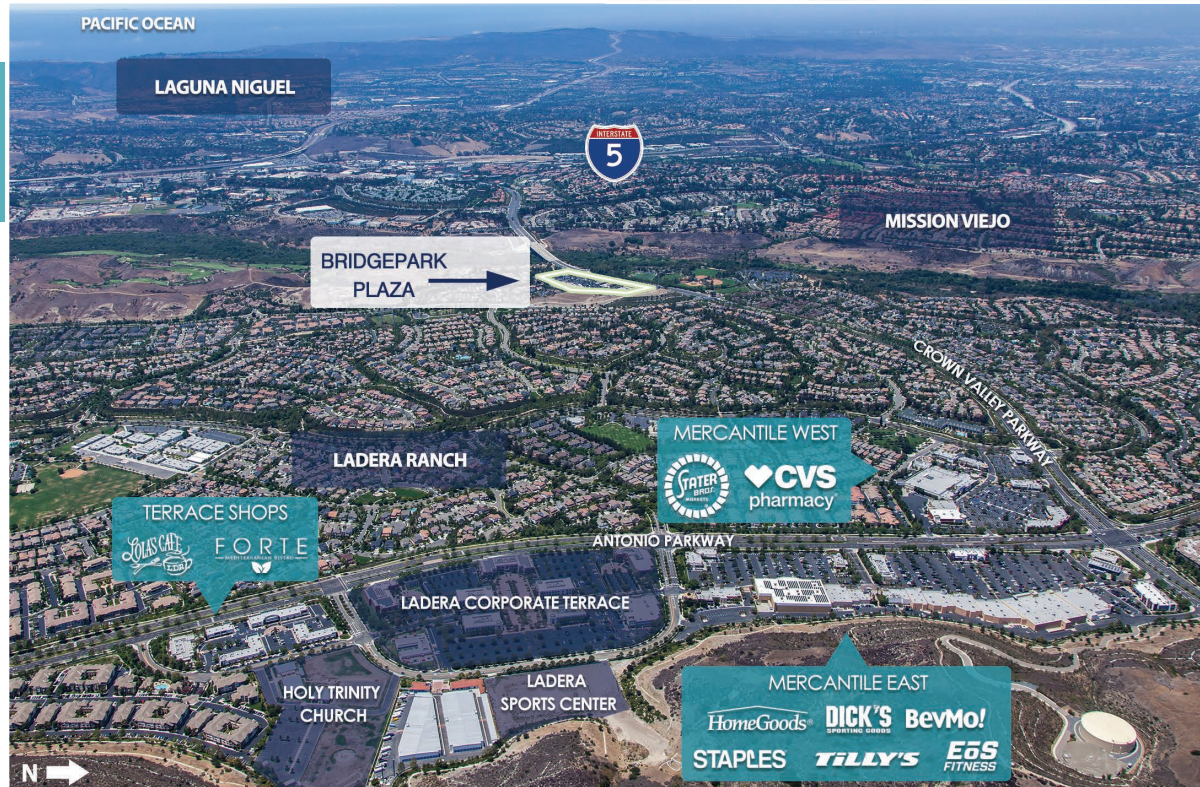 PACIFIC OCEAN
LAGUNA NIGUEL
INTERSTATE
5
MISSION VIEJO
BRIDGEPARK
PLAZA
CROWN VALLEY PARKWAY
MERCANTILE WEST
STATER
BROS.
MARKETS
CVS
pharmacy
LADERA RANCH
TERRACE SHOPS
LOLA'S CAFE
LDR
FORTE
MEDITERRANEAN BISTRO
ANTONIO PARKWAY
LADERA CORPORATE TERRACE
HOLY TRINITY
CHURCH
LADERA
SPORTS CENTER
MERCANTILE EAST
HomeGoods®
DICK'S
SPORTING GOODS
BevMo!
STAPLES
TILLY'S
EōS
FITNESS
N